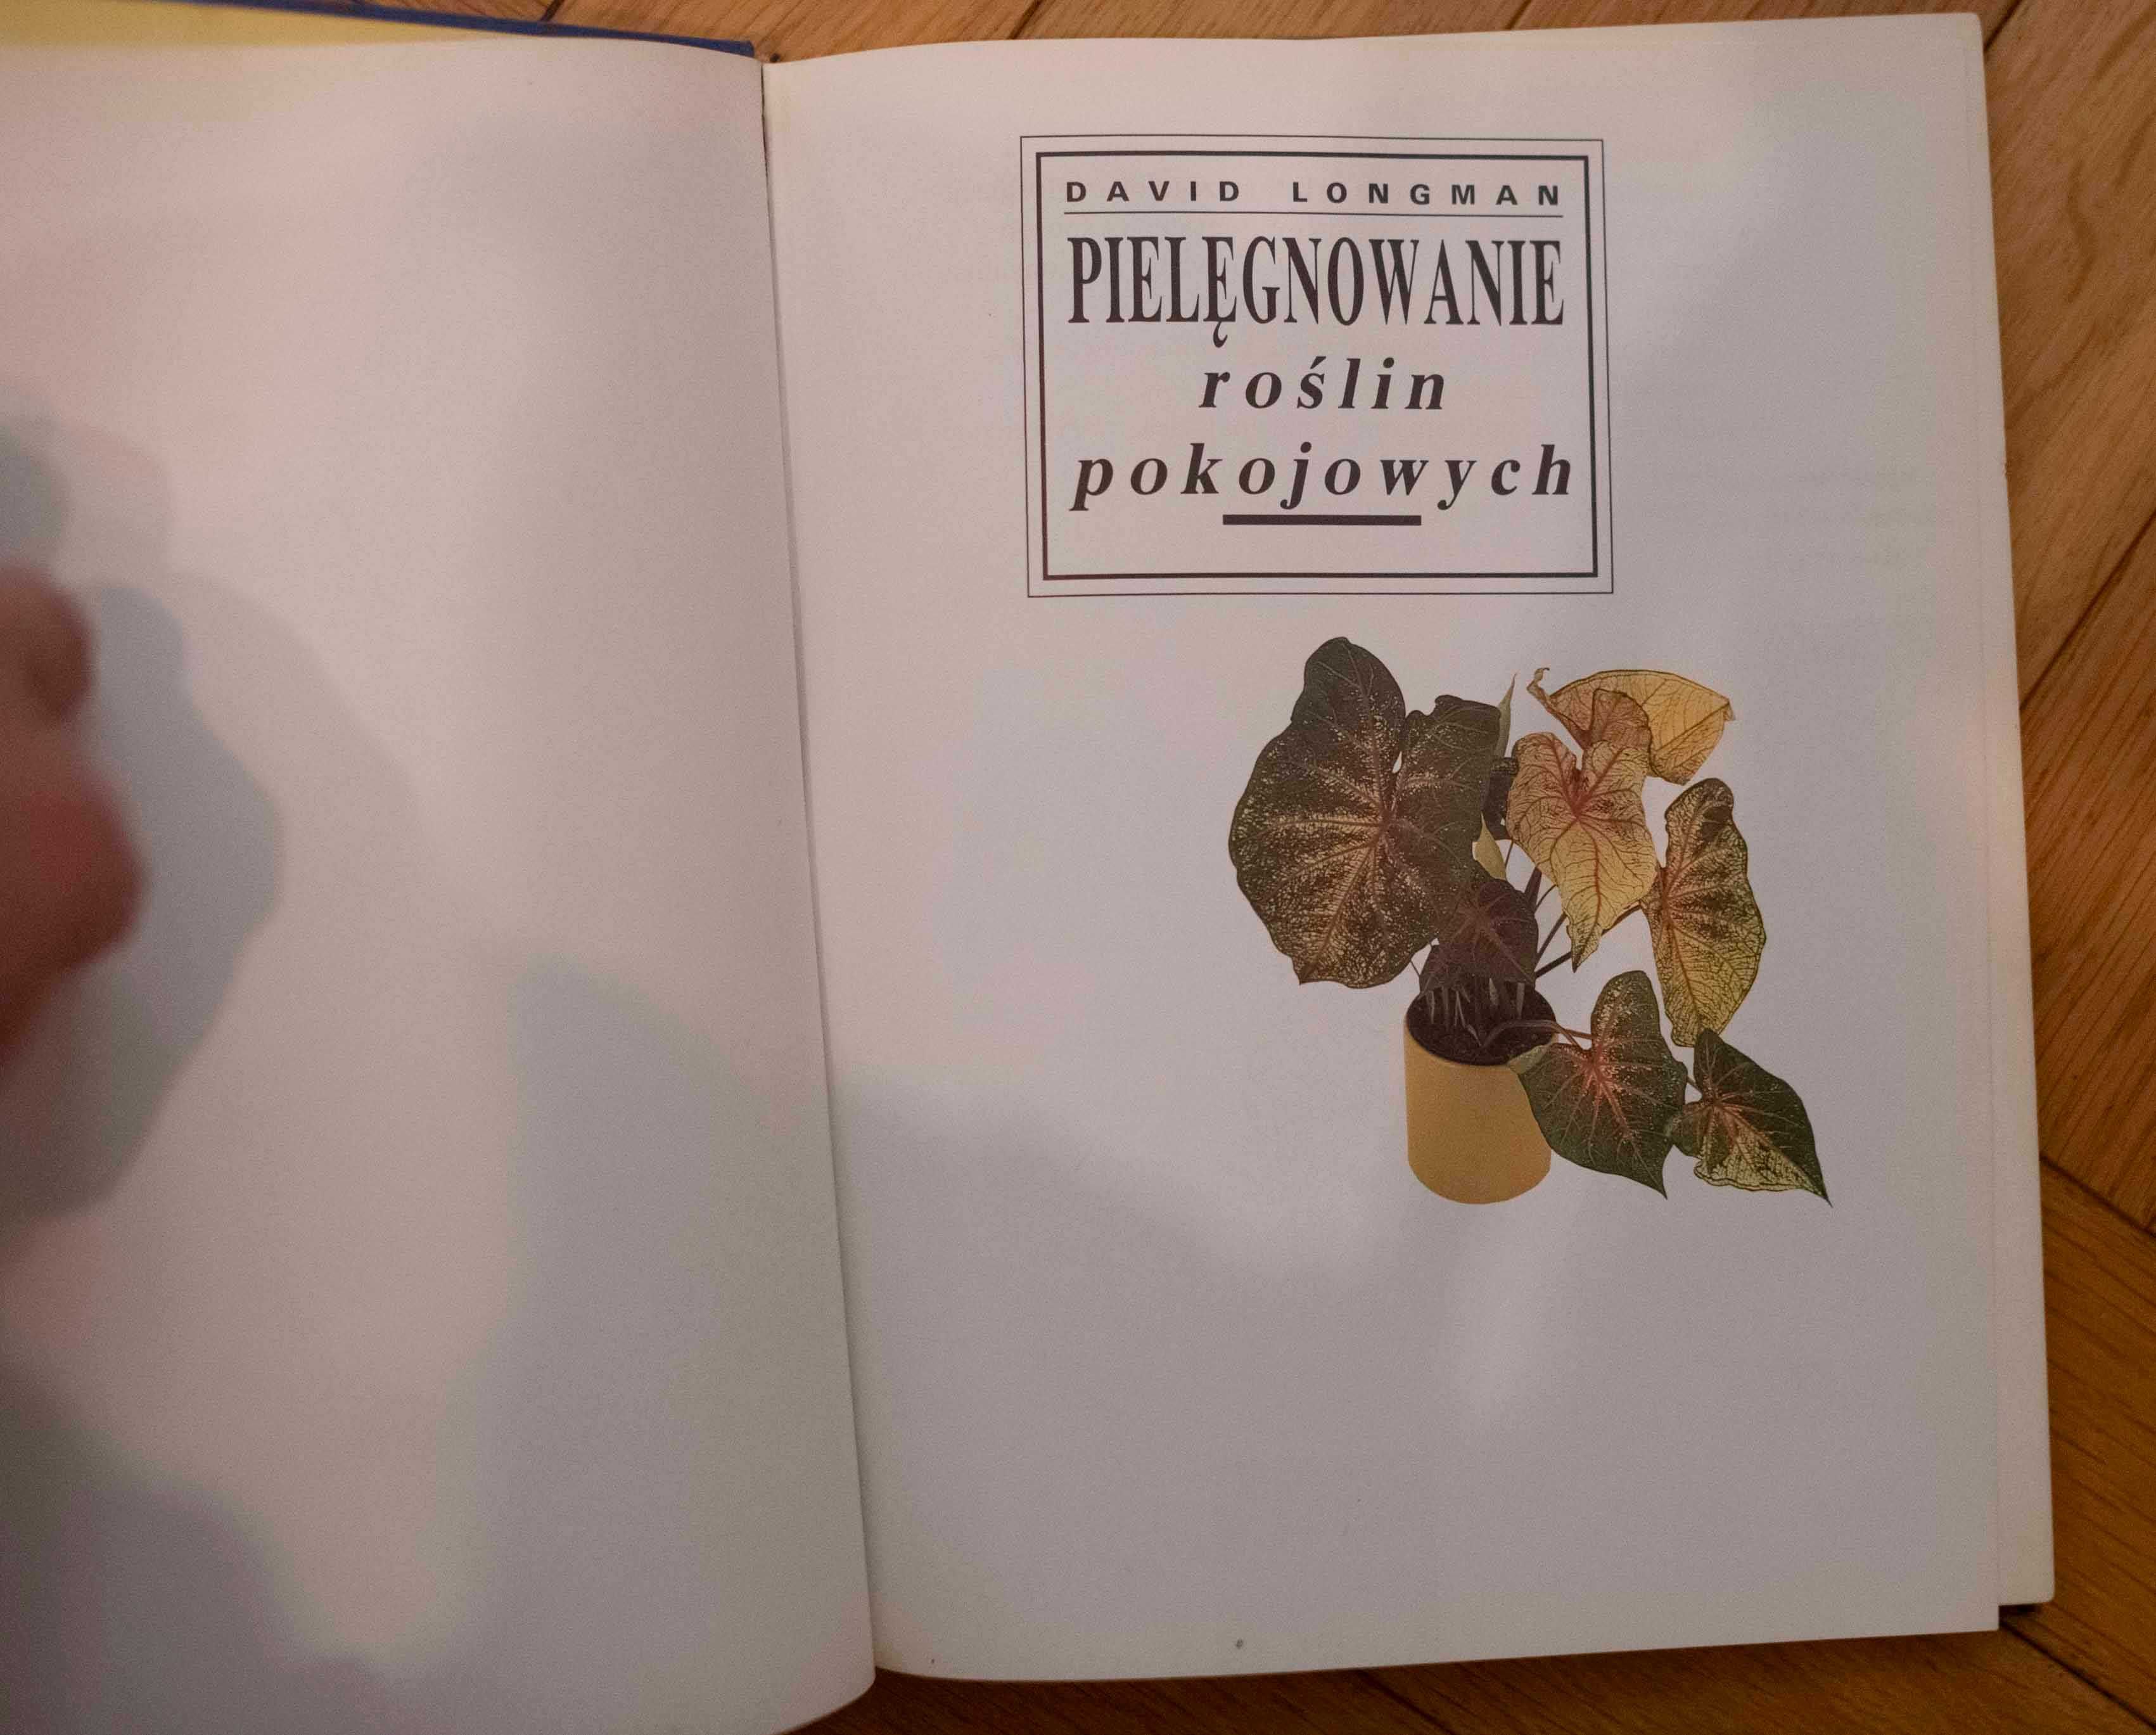 DAVID LONGMAN
PIELĘGNOWANIE
roślin
pokojowych